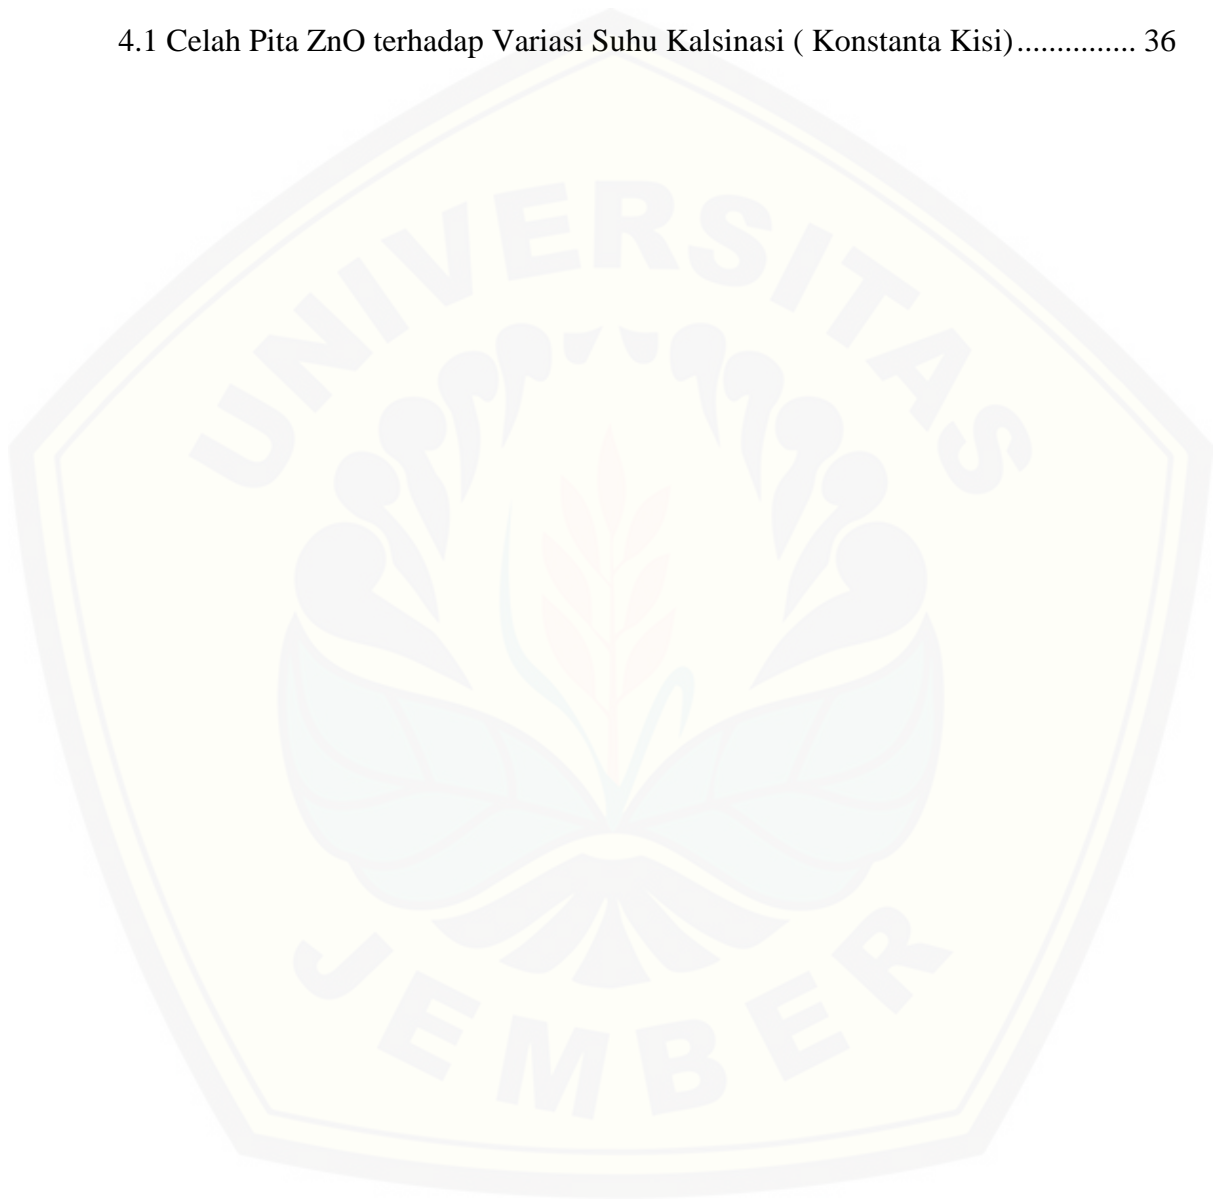 4.1 Celah Pita ZnO terhadap Variasi Suhu Kalsinasi ( Konstanta Kisi)............... 36
UNIVERSITAS
JEMBER